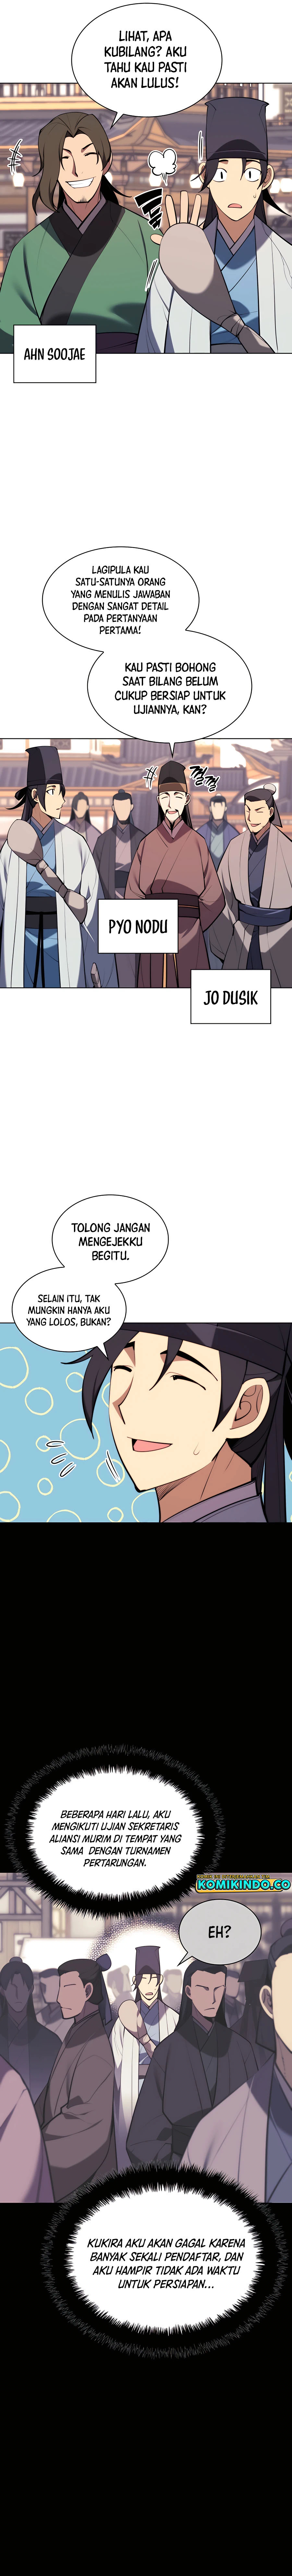 LIHAT, APA
KUBILANG? AKU
TAHU KAU PASTI
AKAN LULUS!
AHN SOOJAE
LAGIPULA KAU
SATU-SATUNYA ORANG
YANG MENULIS JAWABAN
DENGAN SANGAT DETAIL
PADA PERTANYAAN
PERTAMA!
KAU PASTI BOHONG
SAAT BILANG BELUM
CUKUP BERSIAP UNTUK
UJIANNYA, KAN?
껄껄
PYO NODU
JO DUSIK
TOLONG JANGAN
MENGEJEKKU
BEGITU.
SELAIN ITU, TAK
MUNGKIN HANYA AKU
YANG LOLOS, BUKAN?
BEBERAPA HARI LALU, AKU
MENGIKUTI UJIAN SEKRETARIS
ALIANSI MURIM DI TEMPAT YANG
SAMA DENGAN TURNAMEN
PERTARUNGAN.
KOMIKINDO.CO
EH?
KUKIRA AKU AKAN GAGAL KARENA
BANYAK SEKALI PENDAFTAR, DAN
AKU HAMPIR TIDAK ADA WAKTU
UNTUK PERSIAPAN...